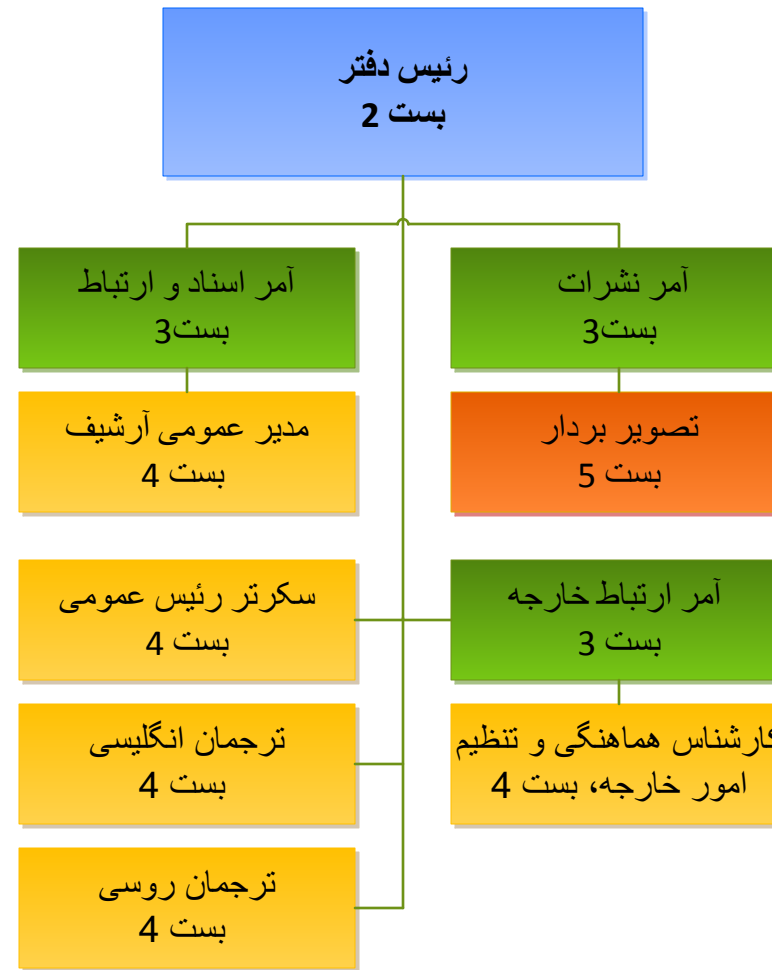 رئیس دفتر
بست 2
آمر نشرات
بست3
آمر اسناد و ارتباط
بست3
تصویر بردار
بست 5
مدیر عمومی آرشیف
بست 4
آمر ارتباط خارجه
بست 3
سکرتر رئیس عمومی
بست 4
کارشناس هماهنگی و تنظیم
امور خارجه، بست 4
ترجمان انگلیسی
بست 4
ترجمان روسی
بست 4